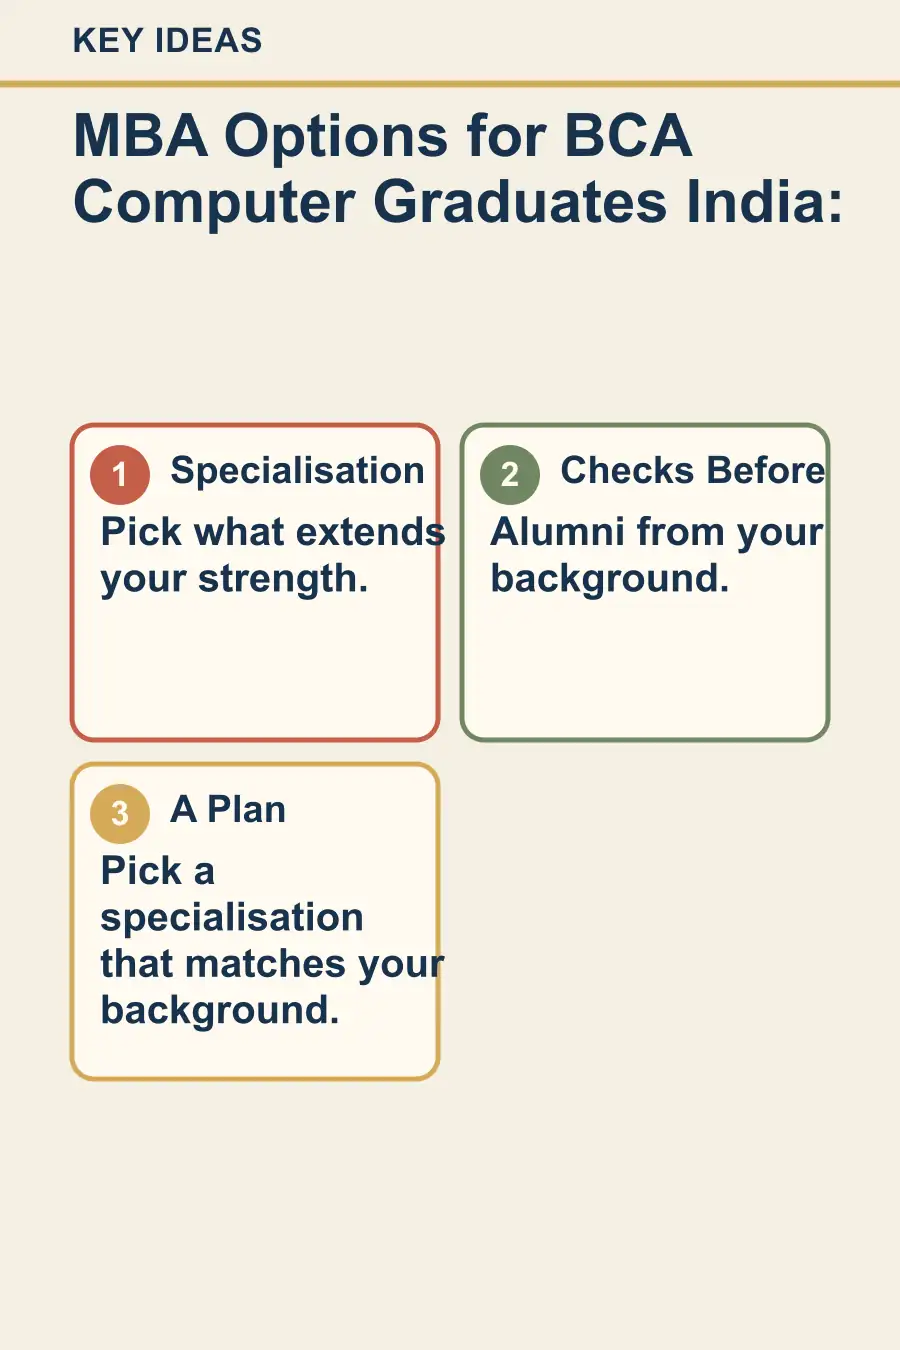 KEY IDEAS
MBA Options for BCA
Computer Graduates India:
1 Specialisation
Pick what extends
your strength.
2 Checks Before
Alumni from your
background.
3 A Plan
Pick a
specialisation
that matches your
background.